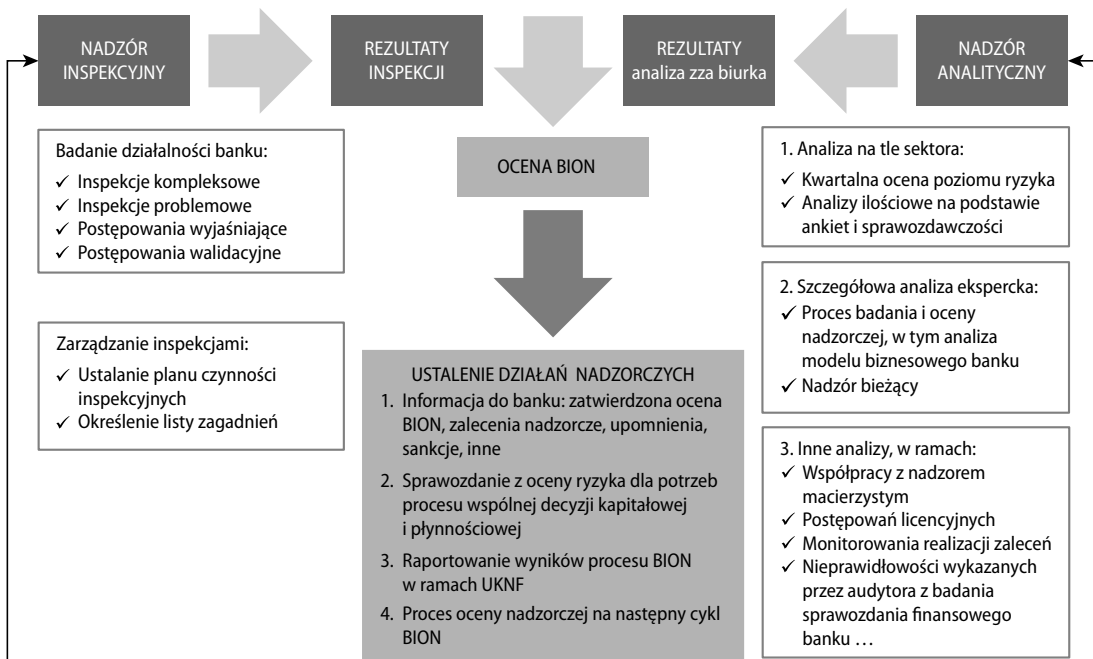 NADZÓR
INSPEKCYJNY
REZULTATY
INSPEKCJI
REZULTATY
analiza zza biurka
NADZÓR
ANALITYCZNY
Badanie działalności banku:
✓ Inspekcje kompleksowe
✓ Inspekcje problemowe
✓ Postępowania wyjaśniające
✓ Postępowania walidacyjne
Zarządzanie inspekcjami:
✓ Ustalanie planu czynności
inspekcyjnych
✓ Określenie listy zagadnień
OCENA BION
USTALENIE DZIAŁAŃ NADZORCZYCH
1. Informacja do banku: zatwierdzona ocena
BION, zalecenia nadzorcze, upomnienia,
sankcje, inne
2. Sprawozdanie z oceny ryzyka dla potrzeb
procesu wspólnej decyzji kapitałowej
i płynnościowej
3. Raportowanie wyników procesu BION
w ramach UKNF
4. Proces oceny nadzorczej na następny cykl
BION
1. Analiza na tle sektora:
✓ Kwartalna ocena poziomu ryzyka
✓ Analizy ilościowe na podstawie
ankiet i sprawozdawczości
2. Szczegółowa analiza ekspercka:
✓ Proces badania i oceny
nadzorczej, w tym analiza
modelu biznesowego banku
✓ Nadzór bieżący
3. Inne analizy, w ramach:
✓ Współpracy z nadzorem
macierzystym
✓ Postępowań licencyjnych
✓ Monitorowania realizacji zaleceń
✓ Nieprawidłowości wykazanych
przez audytora z badania
sprawozdania finansowego
banku …